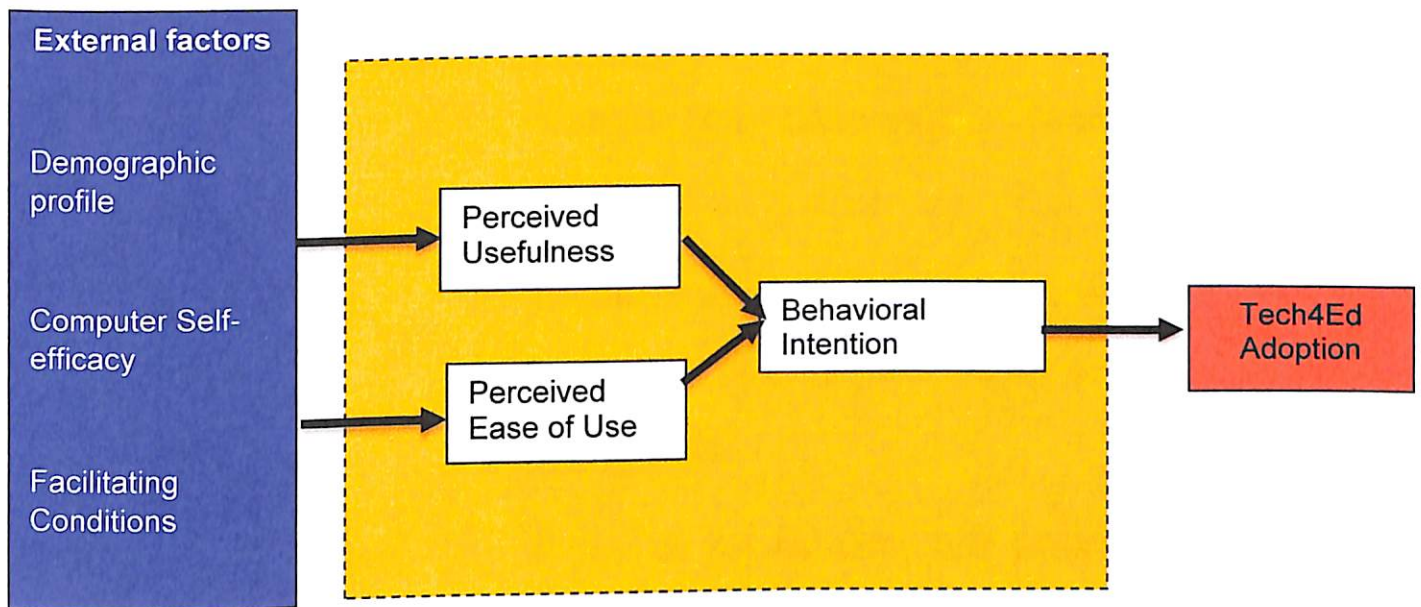 External factors
Demographic
profile
Computer Self-
efficacy
Facilitating
Conditions
Perceived
Usefulness
Perceived
Ease of Use
Behavioral
Intention
Tech4Ed
Adoption